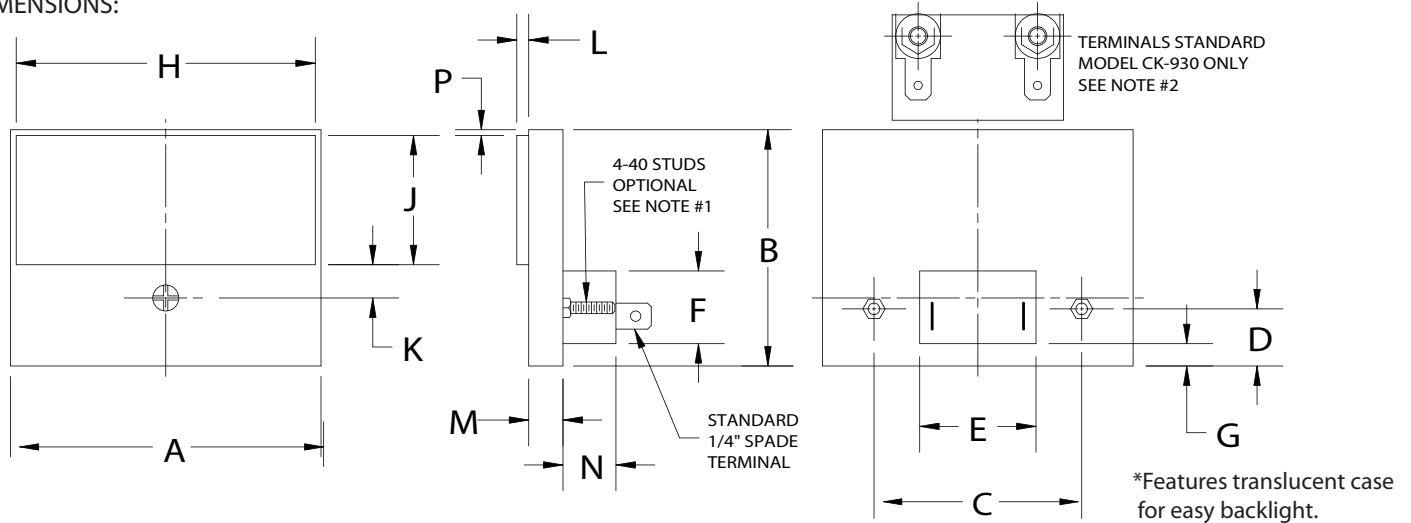 MENSIONS:
H
L
P
TERMINALS STANDARD
MODEL CK-930 ONLY
SEE NOTE #2
4-40 STUDS
OPTIONAL
SEE NOTE #1
J
B
F
K
D
M
STANDARD
1/4" SPADE
TERMINAL
A
N
E
G
C
*Features translucent case
for easy backlight.